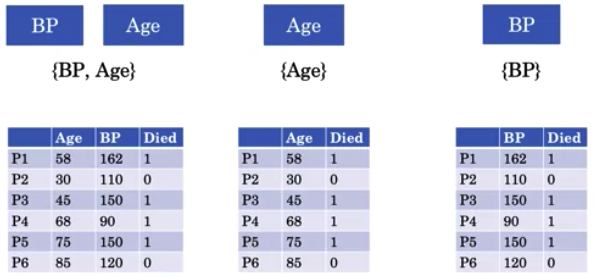 BP Age Age BP
{BP, Age} {Age} {BP}
Age BP Died Age Died BP Died
P1 58 162 1 P1 58 1 P1 162 1
P2 30 110 0 P2 30 0 P2 110 0
P3 45 150 1 P3 45 1 P3 150 1
P4 68 90 1 P4 68 1 P4 90 1
P5 75 150 1 P5 75 1 P5 150 1
P6 85 120 0 P6 85 0 P6 120 0